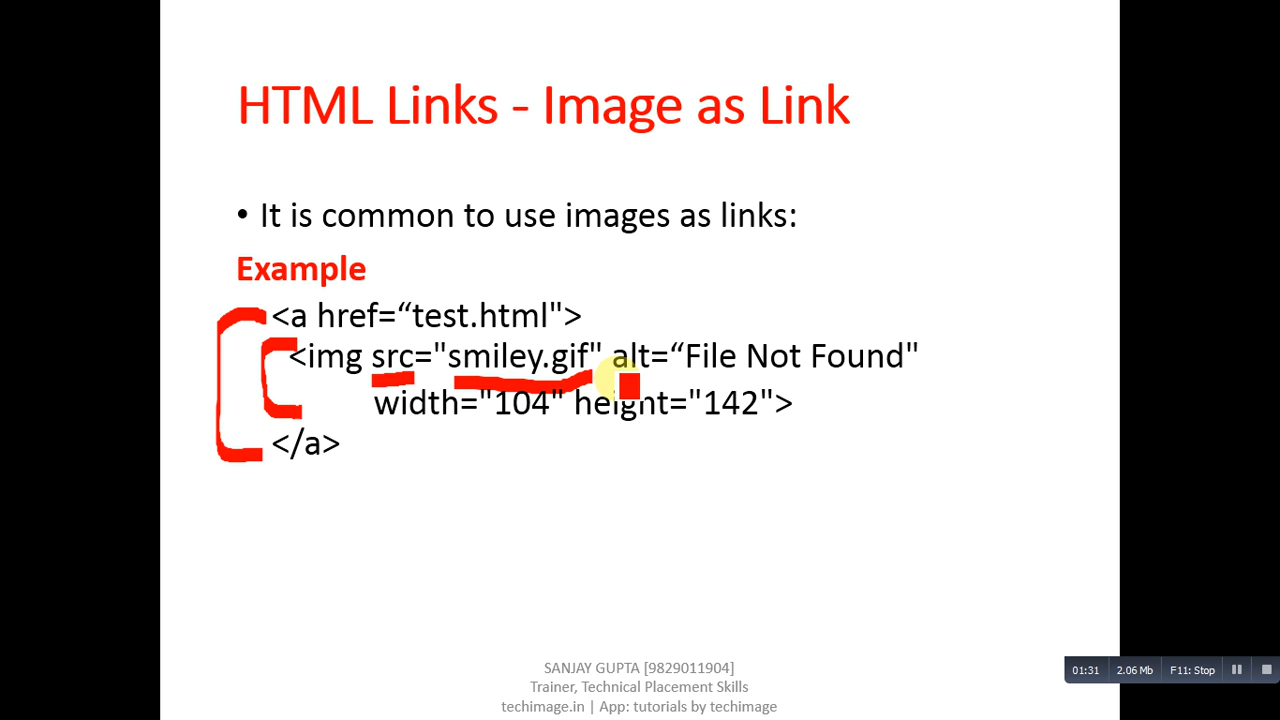 HTML Links - Image as Link
• It is common to use images as links:
Example
<a href=“test.html">
<img src="smiley.gif" alt=“File Not Found"
width="104" height="142">
</a>
SANJAY GUPTA [9829011904]
Trainer, Technical Placement Skills
techimage.in | App: tutorials by techimage
01:31 2.06 Mb F11: Stop